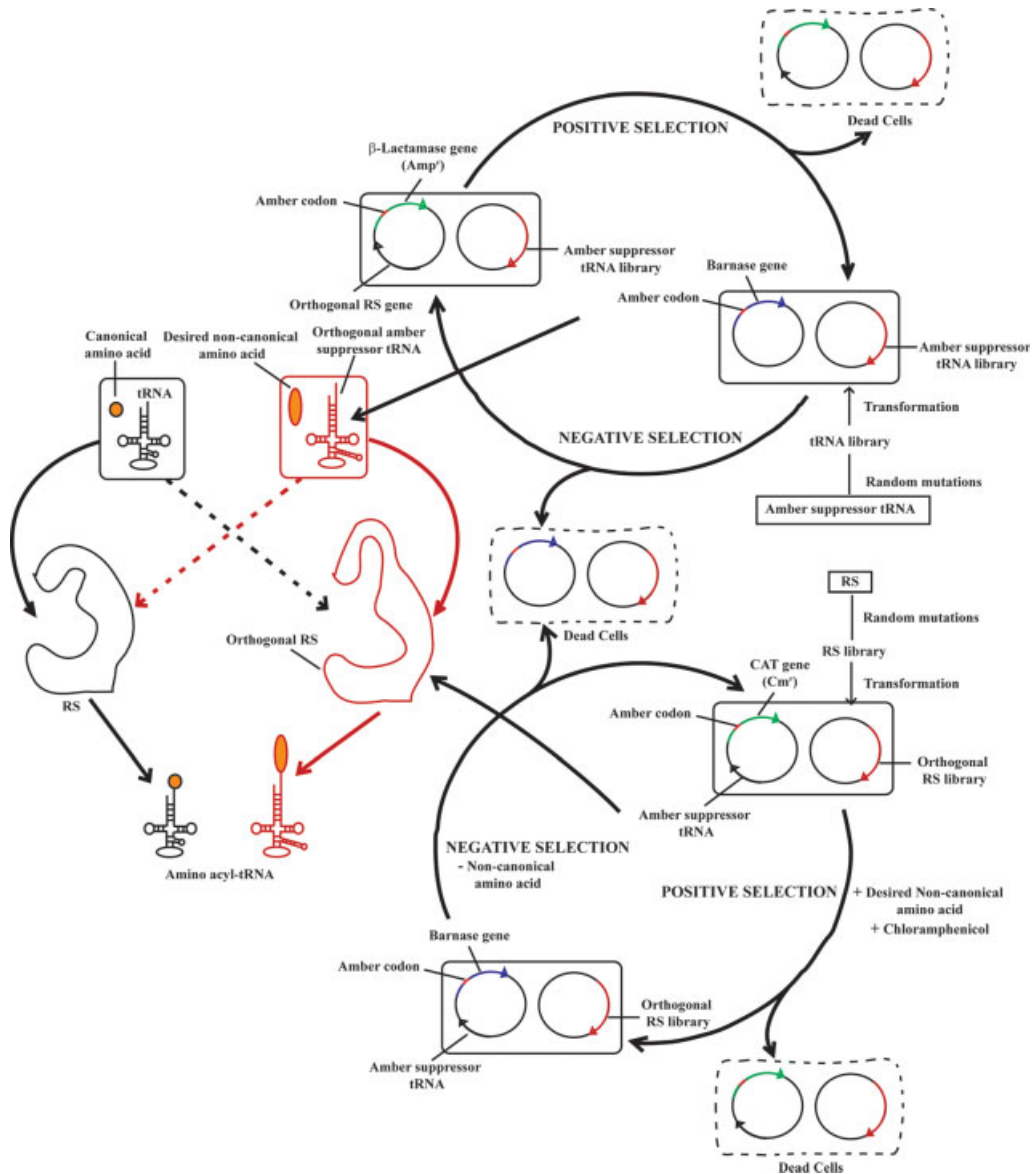 Dead Cells
POSITIVE SELECTION
β-Lactamase gene
(Ampʳ)
Amber codon
Amber suppressor
tRNA library
Orthogonal RS gene
Barnase gene
Amber codon
Amber suppressor
tRNA library
Canonical
amino acid
Desired non-canonical
amino acid
Orthogonal amber
suppressor tRNA
tRNA
Transformation
NEGATIVE SELECTION
tRNA library
Random mutations
Amber suppressor tRNA
Dead Cells
RS
Random mutations
RS library
Transformation
Orthogonal RS
RS
CAT gene
(Cmʳ)
Amber codon
Orthogonal
RS library
Amber suppressor
tRNA
Amino acyl-tRNA
NEGATIVE SELECTION
- Non-canonical
amino acid
POSITIVE SELECTION
+ Desired Non-canonical
amino acid
+ Chloramphenicol
Barnase gene
Amber codon
Orthogonal
RS library
Amber suppressor
tRNA
Dead Cells